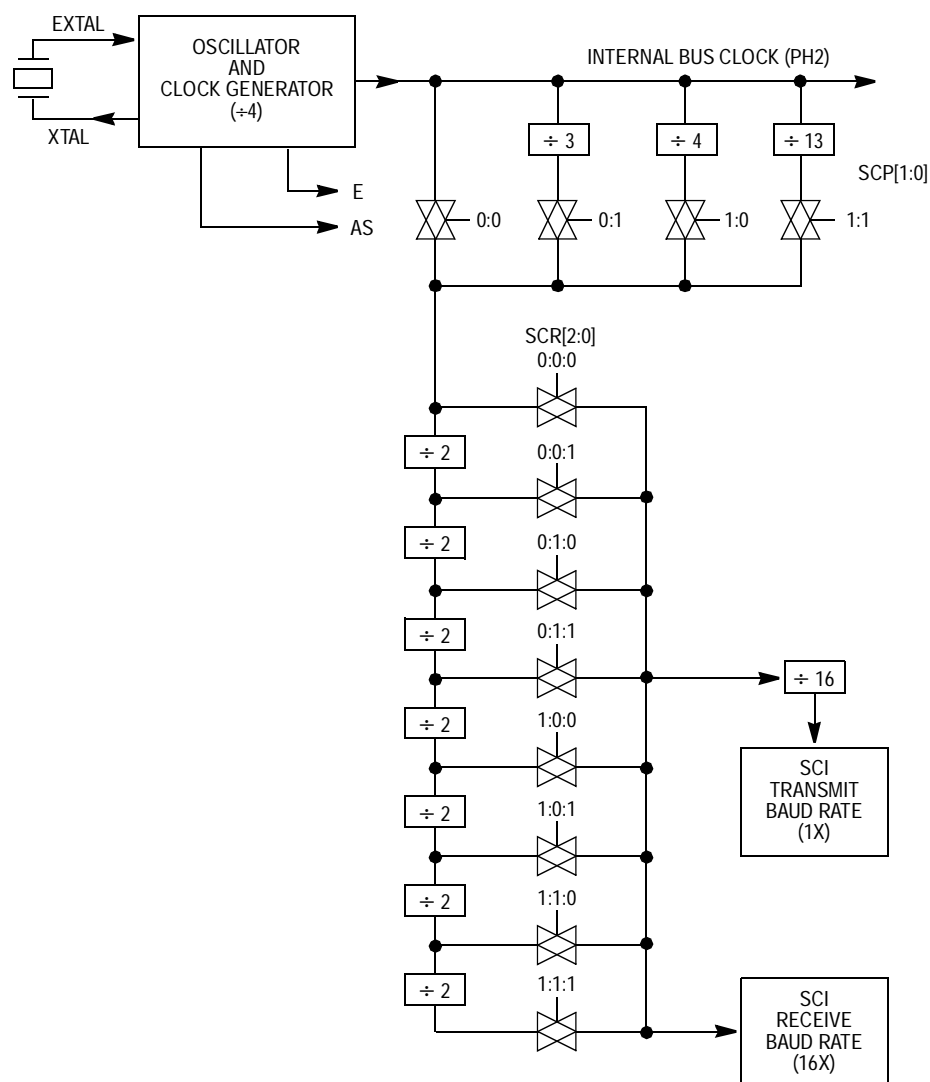 EXTAL
OSCILLATOR
AND
CLOCK GENERATOR
(÷4)
XTAL
E
AS
INTERNAL BUS CLOCK (PH2)
÷ 3
÷ 4
÷ 13
SCP[1:0]
0:0
0:1
1:0
1:1
SCR[2:0]
0:0:0
÷ 2
0:0:1
÷ 2
0:1:0
÷ 2
0:1:1
÷ 2
1:0:0
÷ 2
1:0:1
÷ 2
1:1:0
÷ 2
1:1:1
÷ 16
SCI
TRANSMIT
BAUD RATE
(1X)
SCI
RECEIVE
BAUD RATE
(16X)